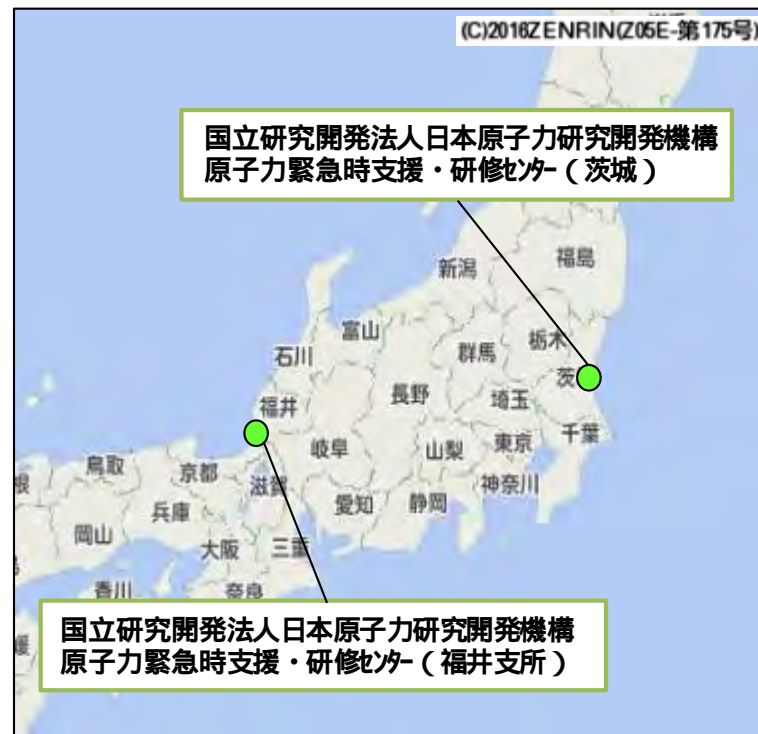 (C)2016ZENRIN(Z05E-第175号)
国立研究開発法人日本原子力研究開発機構
原子力緊急時支援・研修ｾﾝﾀｰ（茨城）
福島
新潟
富山
栃木
群馬
石川
茨
長野
福井
埼玉
千葉
岐阜
山梨
東京
鳥取
京都
滋賀
神奈川
愛知
静岡
兵庫
岡山
大阪
三重
香川
奈良
国立研究開発法人日本原子力研究開発機構
原子力緊急時支援・研修ｾﾝﾀｰ（福井支所）